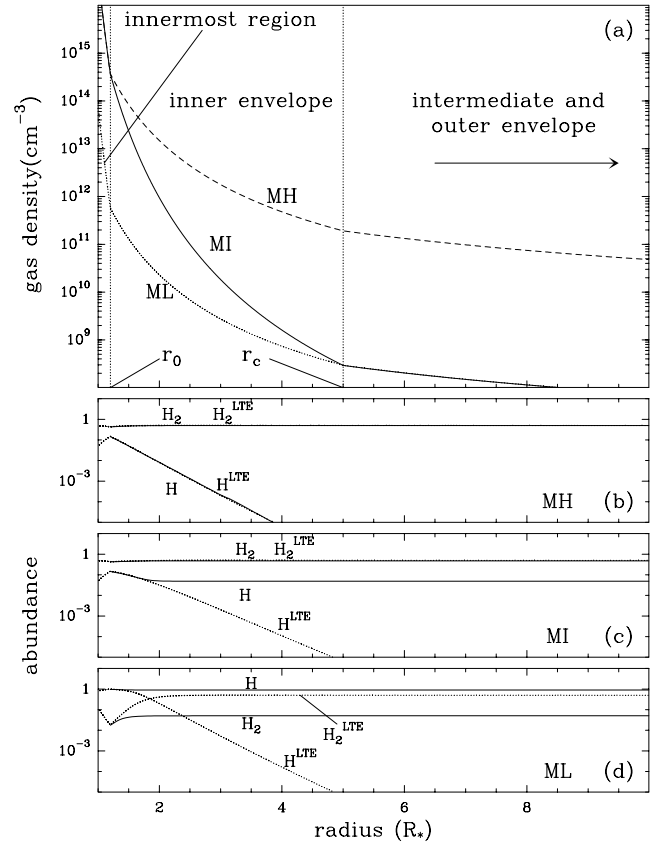 innermost region
(a)
10^15
10^14
10^13
10^12
10^11
10^10
10^9
gas density(cm^-3)
inner envelope
intermediate and
outer envelope
MH
MI
ML
r_0
r_c
1
10^-3
H_2 H_2^LTE
H H^LTE
(b)
MH
abundance
1
10^-3
H_2 H_2^LTE
H
H^LTE
(c)
MI
1
10^-3
H
H_2
H_2^LTE
H^LTE
(d)
ML
2 4 6 8 10
radius (R_*)